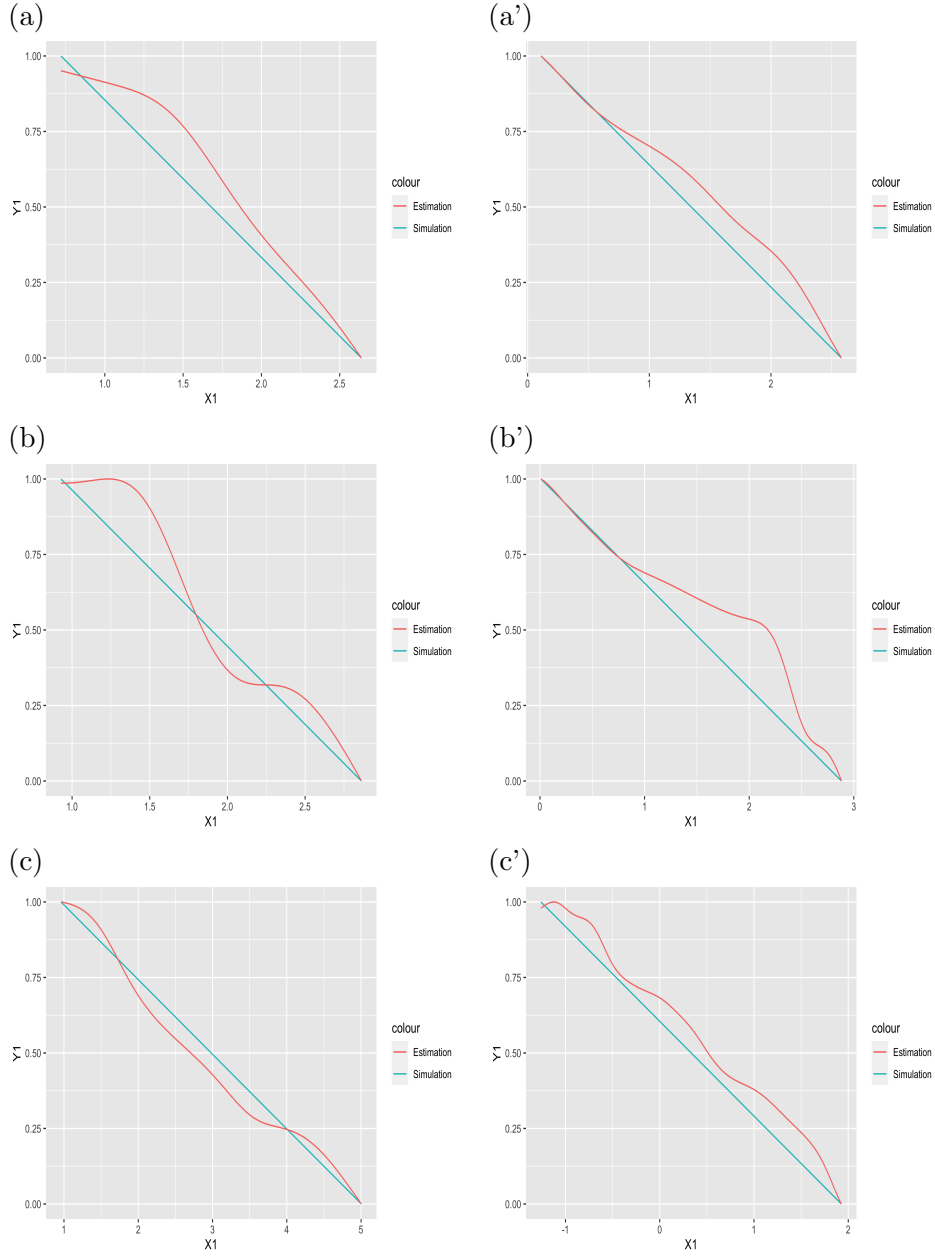 (a)
(a')
1.00
0.75
0.50
0.25
0.00
Y1
1.0
1.5
2.0
2.5
X1
colour
Estimation
Simulation
1.00
0.75
0.50
0.25
0.00
Y1
0
1
2
X1
colour
Estimation
Simulation
(b)
(b')
1.00
0.75
0.50
0.25
0.00
Y1
1.0
1.5
2.0
2.5
X1
colour
Estimation
Simulation
1.00
0.75
0.50
0.25
0.00
Y1
0
1
2
3
X1
colour
Estimation
Simulation
(c)
(c')
1.00
0.75
0.50
0.25
0.00
Y1
1
2
3
4
5
X1
colour
Estimation
Simulation
1.00
0.75
0.50
0.25
0.00
Y1
-1
0
1
2
X1
colour
Estimation
Simulation